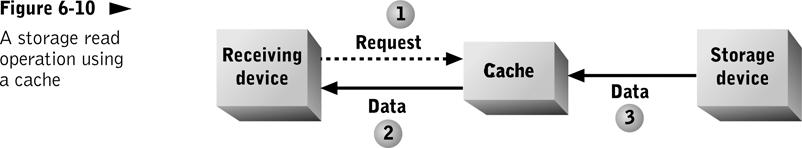 Figure 6-10 ►
A storage read
operation using
a cache
1
Request
Receiving
device
Cache
Storage
device
Data
2
Data
3